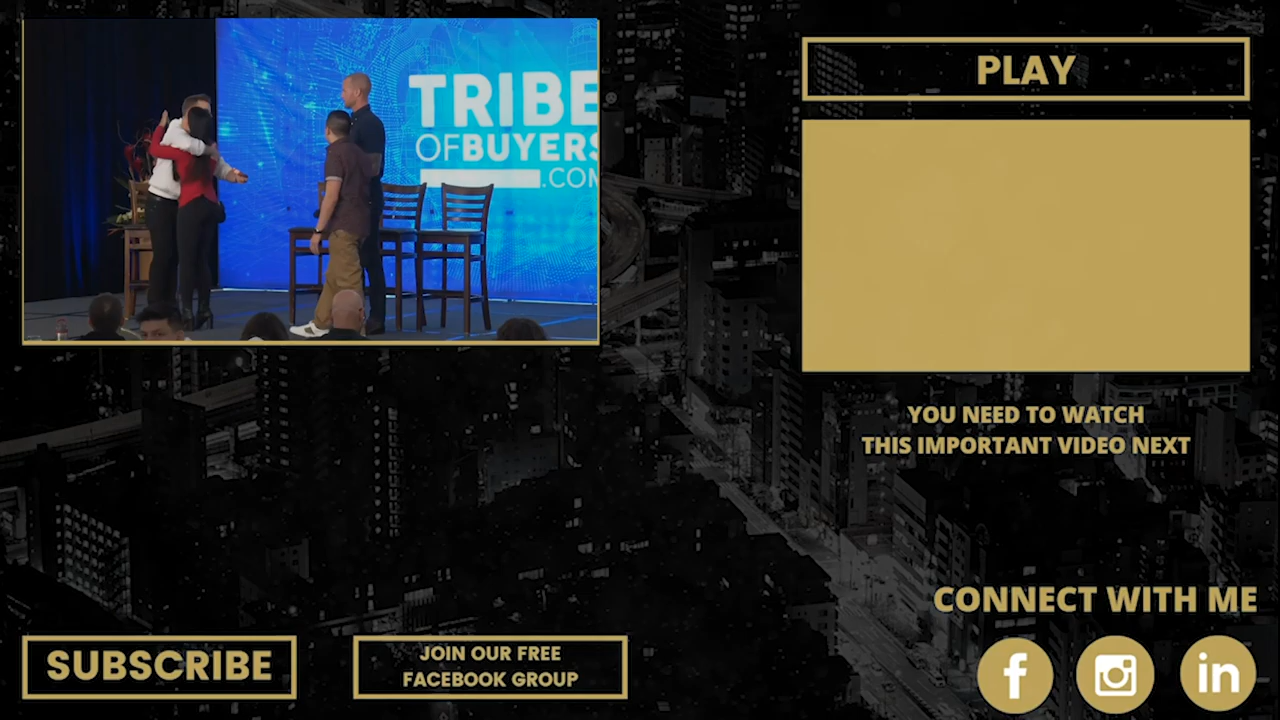 TRIBE
OFBUYERS
.COM
PLAY
YOU NEED TO WATCH
THIS IMPORTANT VIDEO NEXT
CONNECT WITH ME
SUBSCRIBE
JOIN OUR FREE
FACEBOOK GROUP
f
in